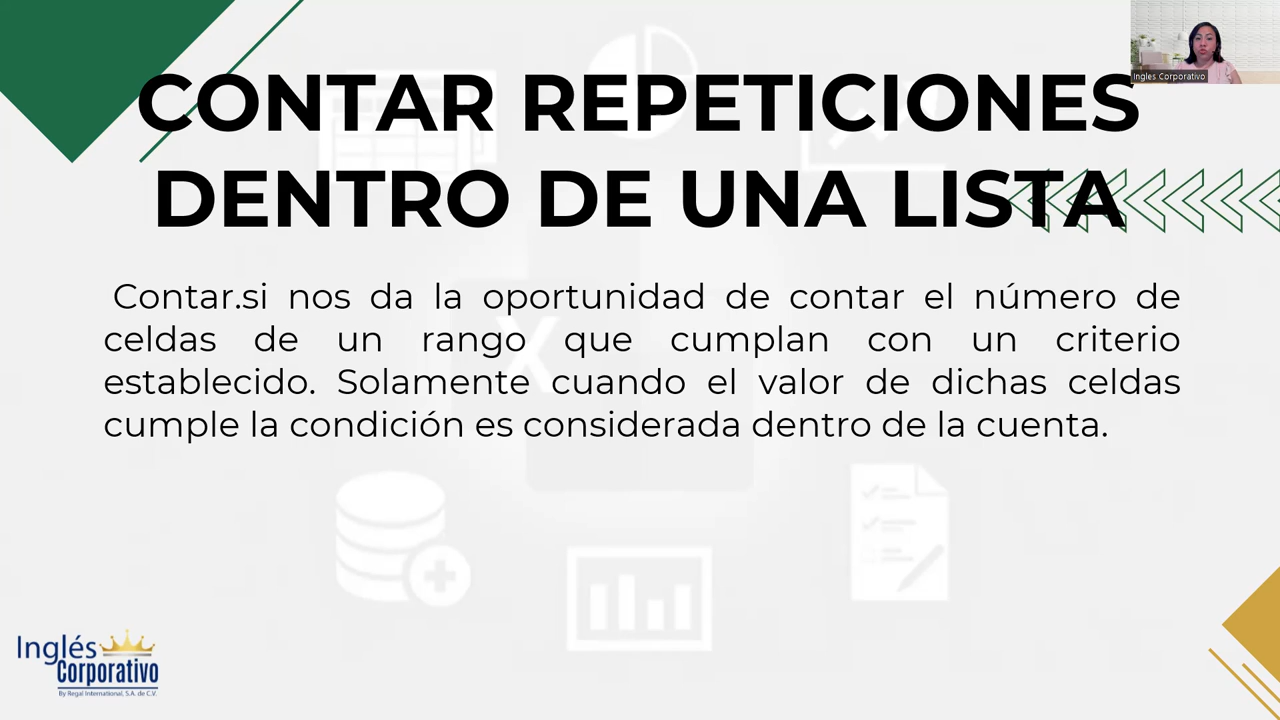 CONTAR REPETICIONES
DENTRO DE UNA LISTA
Ingles Corporativo
Contar.si nos da la oportunidad de contar el número de
celdas de un rango que cumplan con un criterio
establecido. Solamente cuando el valor de dichas celdas
cumple la condición es considerada dentro de la cuenta.
Inglés
Corporativo
By Regal International, S.A. de C.V.